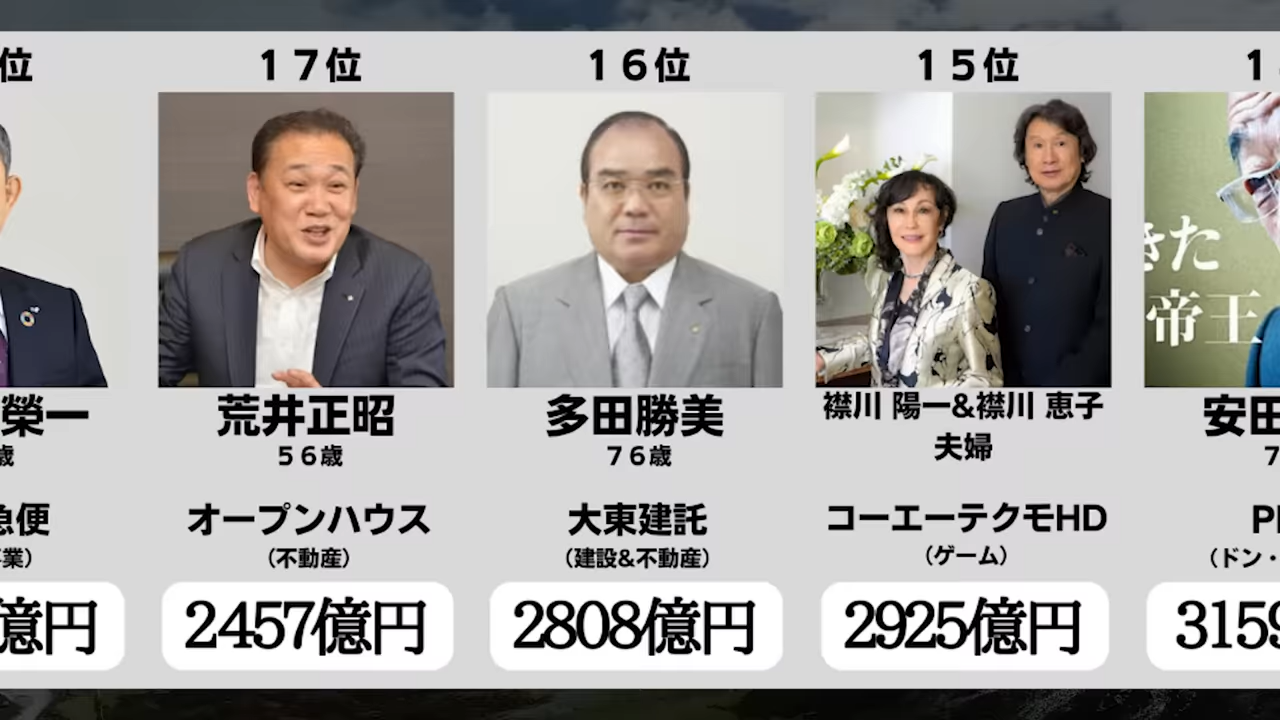 位
榮一
歳
急便
業）
億円
１７位
荒井正昭
５６歳
オープンハウス
（不動産）
2457億円
１６位
多田勝美
７６歳
大東建託
（建設&不動産）
2808億円
１５位
襟川 陽一&襟川 恵子
夫婦
コーエーテクモHD
（ゲーム）
2925億円
１
きた
帝王
安田
７
P
（ドン・
3159